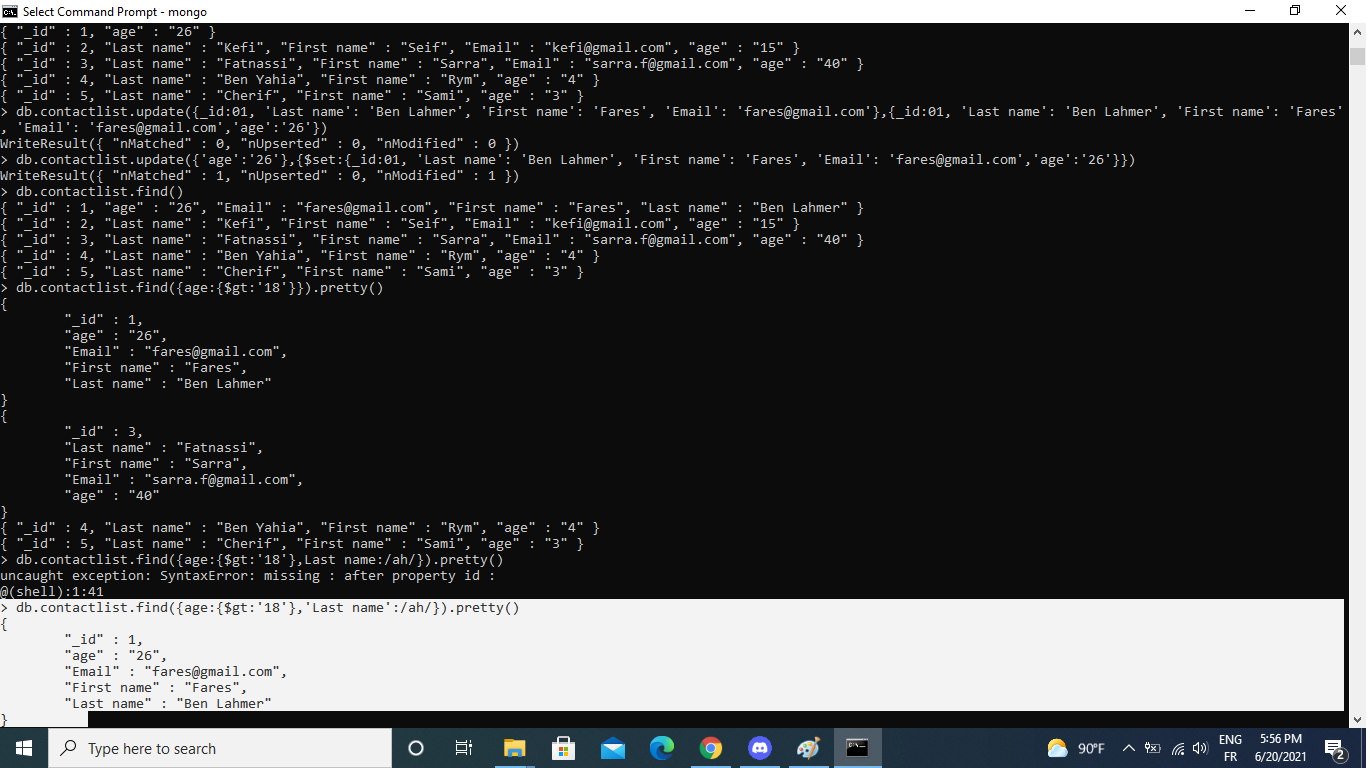 Select Command Prompt - mongo
{ "_id" : 1, "age" : "26" }
{ "_id" : 2, "Last name" : "Kefi", "First name" : "Seif", "Email" : "kefi@gmail.com", "age" : "15" }
{ "_id" : 3, "Last name" : "Fatnassi", "First name" : "Sarra", "Email" : "sarra.f@gmail.com", "age" : "40" }
{ "_id" : 4, "Last name" : "Ben Yahia", "First name" : "Rym", "age" : "4" }
{ "_id" : 5, "Last name" : "Cherif", "First name" : "Sami", "age" : "3" }
> db.contactlist.update({_id:01, 'Last name': 'Ben Lahmer', 'First name': 'Fares', 'Email': 'fares@gmail.com'},{_id:01, 'Last name': 'Ben Lahmer', 'First name': 'Fares'
, 'Email': 'fares@gmail.com','age':'26'})
WriteResult({ "nMatched" : 0, "nUpserted" : 0, "nModified" : 0 })
> db.contactlist.update({'age':'26'},{$set:{_id:01, 'Last name': 'Ben Lahmer', 'First name': 'Fares', 'Email': 'fares@gmail.com','age':'26'}})
WriteResult({ "nMatched" : 1, "nUpserted" : 0, "nModified" : 1 })
> db.contactlist.find()
{ "_id" : 1, "age" : "26", "Email" : "fares@gmail.com", "First name" : "Fares", "Last name" : "Ben Lahmer" }
{ "_id" : 2, "Last name" : "Kefi", "First name" : "Seif", "Email" : "kefi@gmail.com", "age" : "15" }
{ "_id" : 3, "Last name" : "Fatnassi", "First name" : "Sarra", "Email" : "sarra.f@gmail.com", "age" : "40" }
{ "_id" : 4, "Last name" : "Ben Yahia", "First name" : "Rym", "age" : "4" }
{ "_id" : 5, "Last name" : "Cherif", "First name" : "Sami", "age" : "3" }
> db.contactlist.find({age:{$gt:'18'}}).pretty()
{
"_id" : 1,
"age" : "26",
"Email" : "fares@gmail.com",
"First name" : "Fares",
"Last name" : "Ben Lahmer"
}
{
"_id" : 3,
"Last name" : "Fatnassi",
"First name" : "Sarra",
"Email" : "sarra.f@gmail.com",
"age" : "40"
}
{ "_id" : 4, "Last name" : "Ben Yahia", "First name" : "Rym", "age" : "4" }
{ "_id" : 5, "Last name" : "Cherif", "First name" : "Sami", "age" : "3" }
> db.contactlist.find({age:{$gt:'18'},Last name:/ah/}).pretty()
uncaught exception: SyntaxError: missing : after property id :
@(shell):1:41
> db.contactlist.find({age:{$gt:'18'},'Last name':/ah/}).pretty()
{
"_id" : 1,
"age" : "26",
"Email" : "fares@gmail.com",
"First name" : "Fares",
"Last name" : "Ben Lahmer"
}
Type here to search
90°F
ENG
FR
5:56 PM
6/20/2021
2